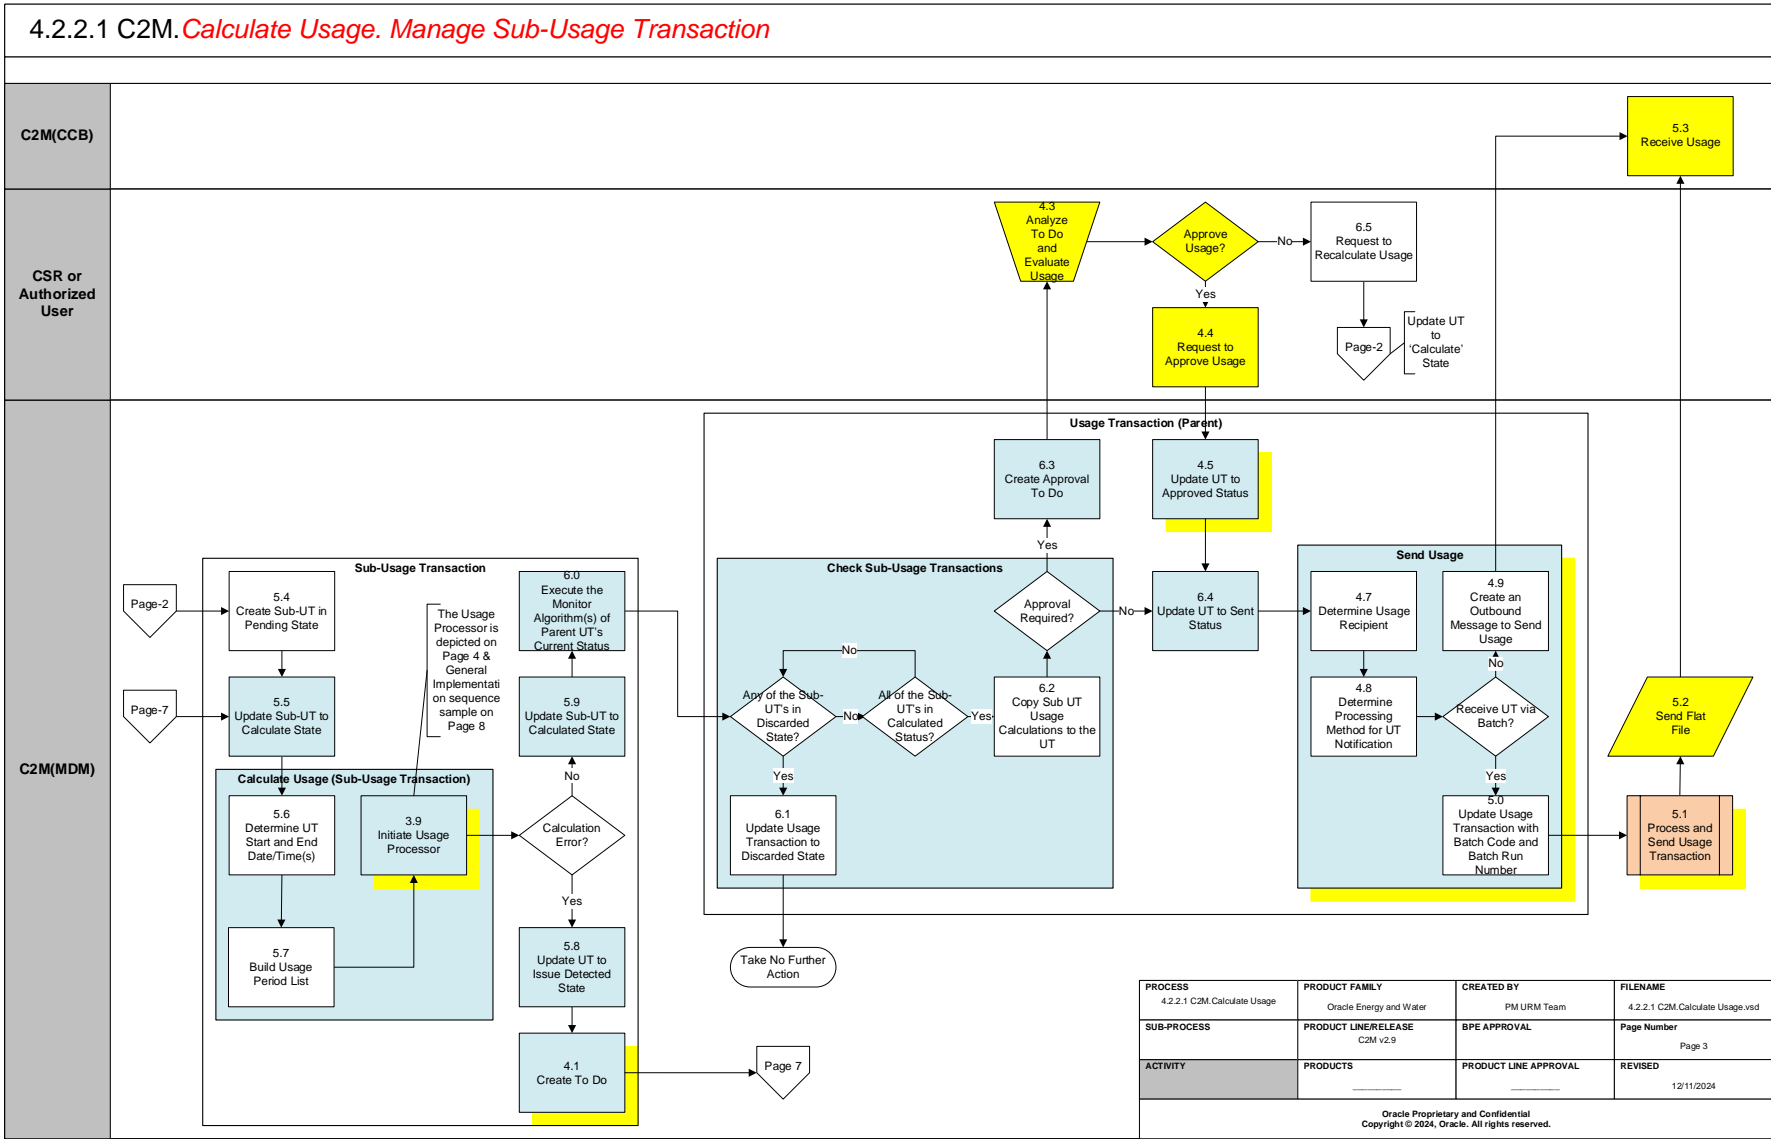 4.2.2.1 C2M.Calculate Usage. Manage Sub-Usage Transaction
C2M(CCB)
5.3
Receive Usage
CSR or
Authorized
User
4.3
Analyze
To Do
and
Evaluate
Usage
Approve
Usage?
No
6.5
Request to
Recalculate Usage
Yes
4.4
Request to
Approve Usage
Page-2
Update UT
to
‘Calculate’
State
C2M(MDM)
Usage Transaction (Parent)
6.3
Create Approval
To Do
4.5
Update UT to
Approved Status
Yes
Sub-Usage Transaction
Page-2
5.4
Create Sub-UT in
Pending State
Page-7
5.5
Update Sub-UT to
Calculate State
The Usage
Processor is
depicted on
Page 4 &
General
Implementati
on sequence
sample on
Page 8
6.0
Execute the
Monitor
Algorithm(s) of
Parent UT’s
Current Status
5.9
Update Sub-UT to
Calculated State
No
Calculate Usage (Sub-Usage Transaction)
5.6
Determine UT
Start and End
Date/Time(s)
3.9
Initiate Usage
Processor
Calculation
Error?
Yes
5.7
Build Usage
Period List
5.8
Update UT to
Issue Detected
State
4.1
Create To Do
Page 7
Check Sub-Usage Transactions
Approval
Required?
No
No
Any of the Sub-
UT’s in
Discarded
State?
No
All of the Sub-
UT’s in
Calculated
Status?
Yes
6.2
Copy Sub UT
Usage
Calculations to the
UT
Yes
6.1
Update Usage
Transaction to
Discarded State
Take No Further
Action
6.4
Update UT to Sent
Status
Send Usage
4.7
Determine Usage
Recipient
4.9
Create an
Outbound
Message to Send
Usage
No
4.8
Determine
Processing
Method for UT
Notification
Receive UT via
Batch?
Yes
5.0
Update Usage
Transaction with
Batch Code and
Batch Run
Number
5.2
Send Flat
File
5.1
Process and
Send Usage
Transaction
PROCESS
4.2.2.1 C2M.Calculate Usage
PRODUCT FAMILY
Oracle Energy and Water
CREATED BY
PM URM Team
FILENAME
4.2.2.1 C2M.Calculate Usage.vsd
SUB-PROCESS
PRODUCT LINE/RELEASE
C2M v2.9
BPE APPROVAL
Page Number
Page 3
ACTIVITY
PRODUCTS
PRODUCT LINE APPROVAL
REVISED
12/11/2024
Oracle Proprietary and Confidential
Copyright © 2024, Oracle. All rights reserved.